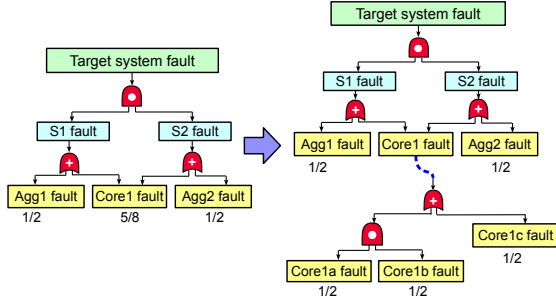 Target system fault
S1 fault
S2 fault
Agg1 fault
Core1 fault
Agg2 fault
1/2
5/8
1/2
Target system fault
S1 fault
S2 fault
Agg1 fault
Core1 fault
Agg2 fault
1/2
1/2
Core1c fault
1/2
Core1a fault
Core1b fault
1/2
1/2